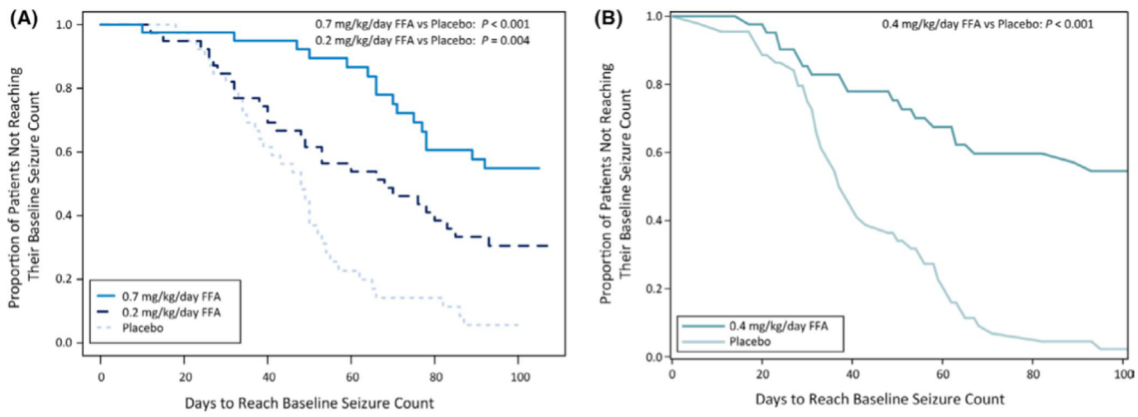 (A)
0.7 mg/kg/day FFA vs Placebo: P < 0.001
0.2 mg/kg/day FFA vs Placebo: P = 0.004
Proportion of Patients Not Reaching
Their Baseline Seizure Count
1.0
0.8
0.6
0.4
0.2
0.0
0.7 mg/kg/day FFA
0.2 mg/kg/day FFA
Placebo
0 20 40 60 80 100
Days to Reach Baseline Seizure Count
(B)
0.4 mg/kg/day FFA vs Placebo: P < 0.001
Proportion of Patients Not Reaching
Their Baseline Seizure Count
1.0
0.8
0.6
0.4
0.2
0.0
0.4 mg/kg/day FFA
Placebo
0 20 40 60 80 100
Days to Reach Baseline Seizure Count